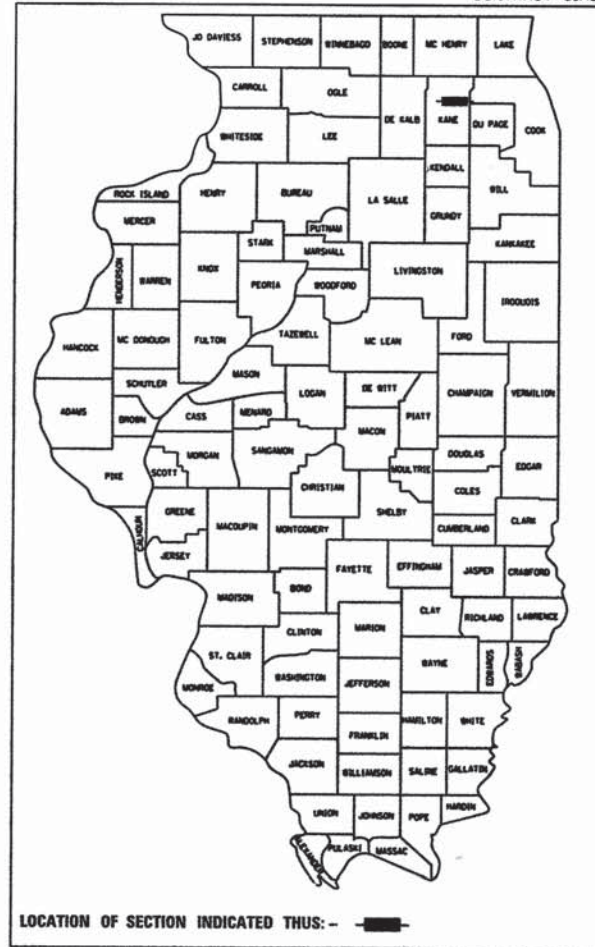 JO DAVIESS STEPHENSON WINNEBAGO BOONE MC HENRY LAKE
CARROLL OGLE DE KALB KANE DU PAGE COOK
WHITESIDE LEE
KENDALL
ROCK ISLAND HENRY BUREAU LA SALLE GRUNDY WILL
MERCER PUTNAM
STARK MARSHALL KANKAKEE
HENDERSON WARREN KNOX PEORIA WOODFORD LIVINGSTON IROQUOIS
HANCOCK MC DONOUGH FULTON TAZEWELL MC LEAN FORD
SCHUYLER MASON LOGAN DE WITT CHAMPAIGN VERMILION
ADAMS BROWN CASS MENARD MACON PIATT
PIKE SCOTT MORGAN SANGAMON CHRISTIAN MOULTRIE DOUGLAS EDGAR
COLES
CALHOUN GREENE MACOUPIN MONTGOMERY SHELBY CUMBERLAND CLARK
JERSEY
MADISON BOND FAYETTE EFFINGHAM JASPER CRAWFORD
CLINTON MARION CLAY RICHLAND LAWRENCE
ST. CLAIR WASHINGTON JEFFERSON WAYNE EDWARDS WABASH
MONROE
RANDOLPH PERRY FRANKLIN HAMILTON WHITE
JACKSON WILLIAMSON SALINE GALLATIN
UNION JOHNSON POPE HARDIN
ALEXANDER PULASKI MASSAC
LOCATION OF SECTION INDICATED THUS: -